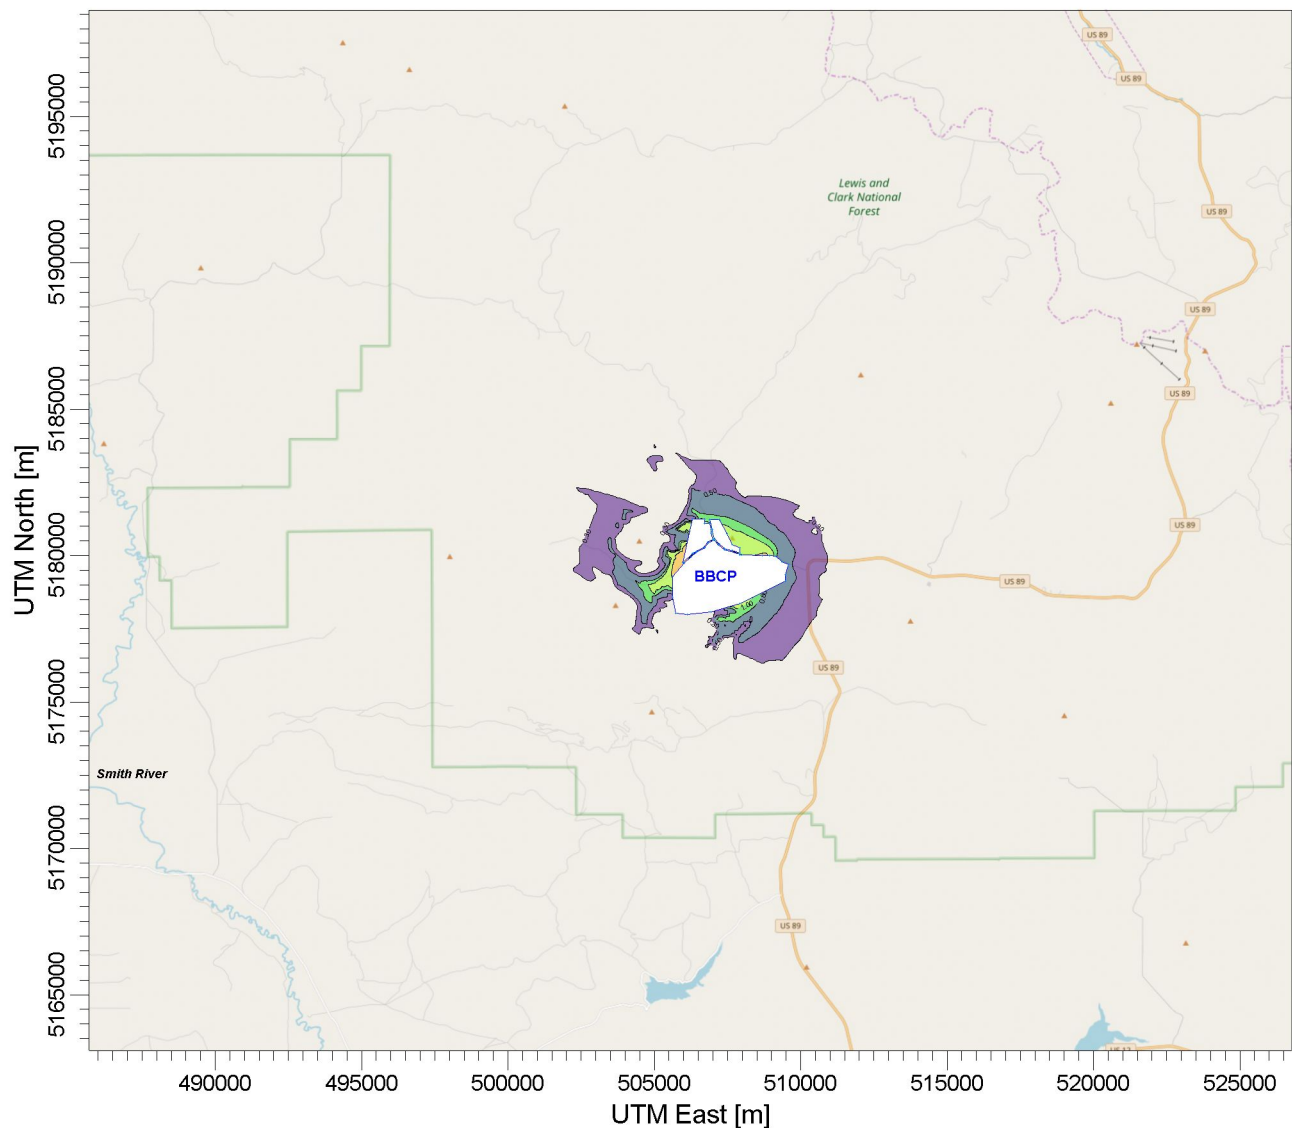 US 89
US 89
5195000
Lewis and
Clark National
Forest
US 89
5190000
US 89
5185000
US 89
UTM North [m]
5180000
US 89
BBCP
US 89
1.00
US 89
5175000
Smith River
5170000
US 89
5165000
490000
495000
500000
505000
510000
515000
520000
525000
UTM East [m]